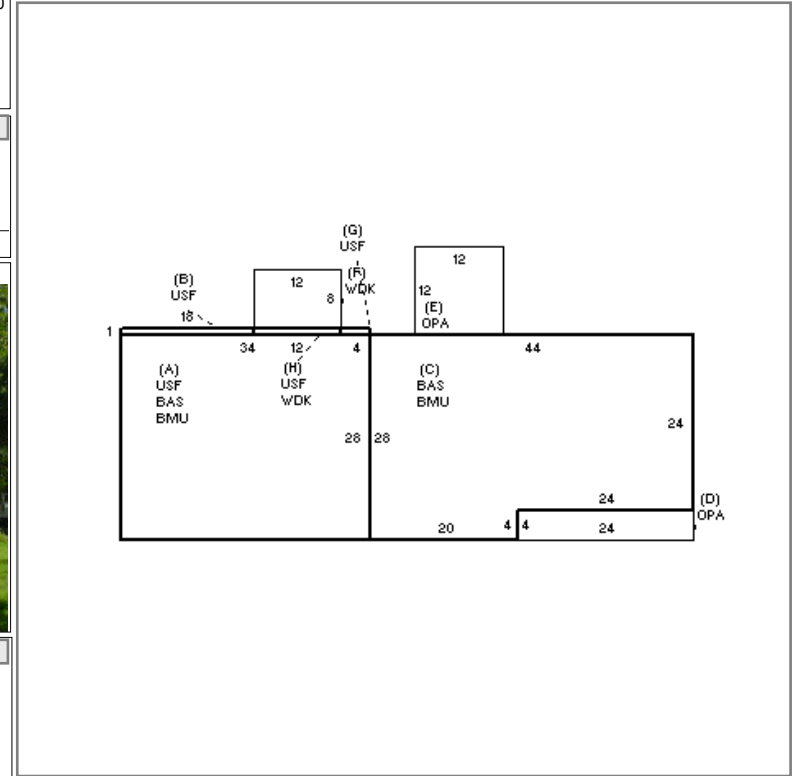 (G)
USF
12
(B)
USF
18
12
8
(F)
WDK
12
(E)
OPA
1
34
12
4
44
(A)
USF
BAS
BMU
(H)
USF
WDK
(C)
BAS
BMU
28
28
24
24
(D)
OPA
20
4
4
24